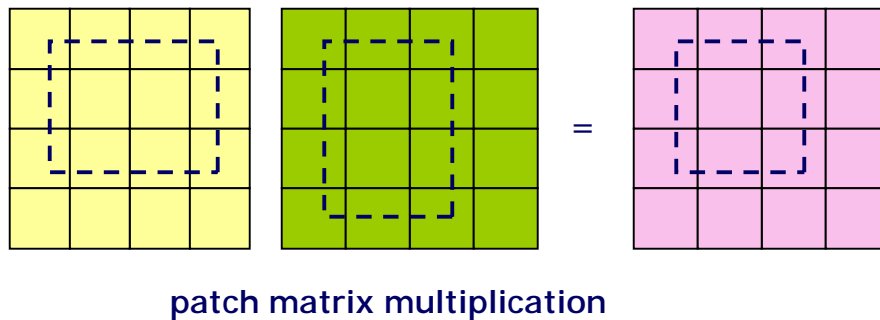 =
patch matrix multiplication